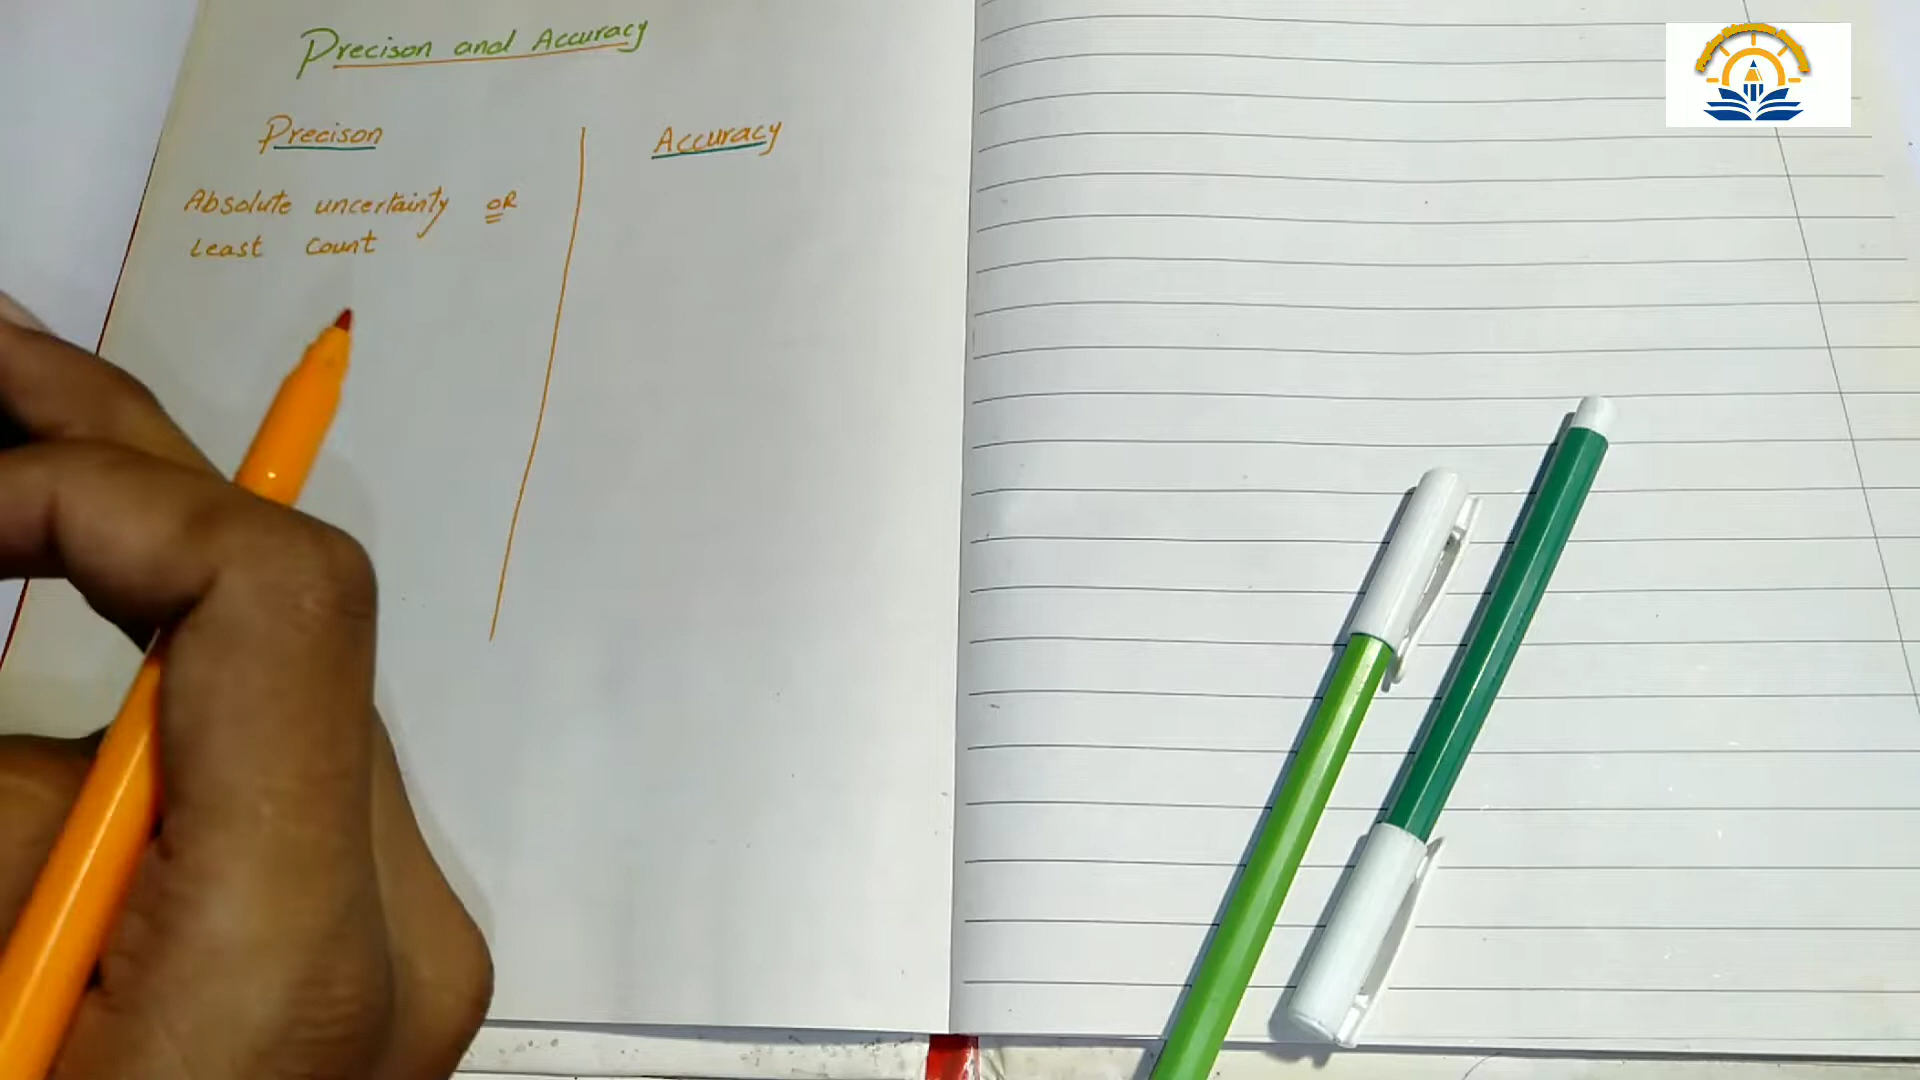 Precison and Accuracy
Precison
Accuracy
Absolute uncertainty OR
Least count